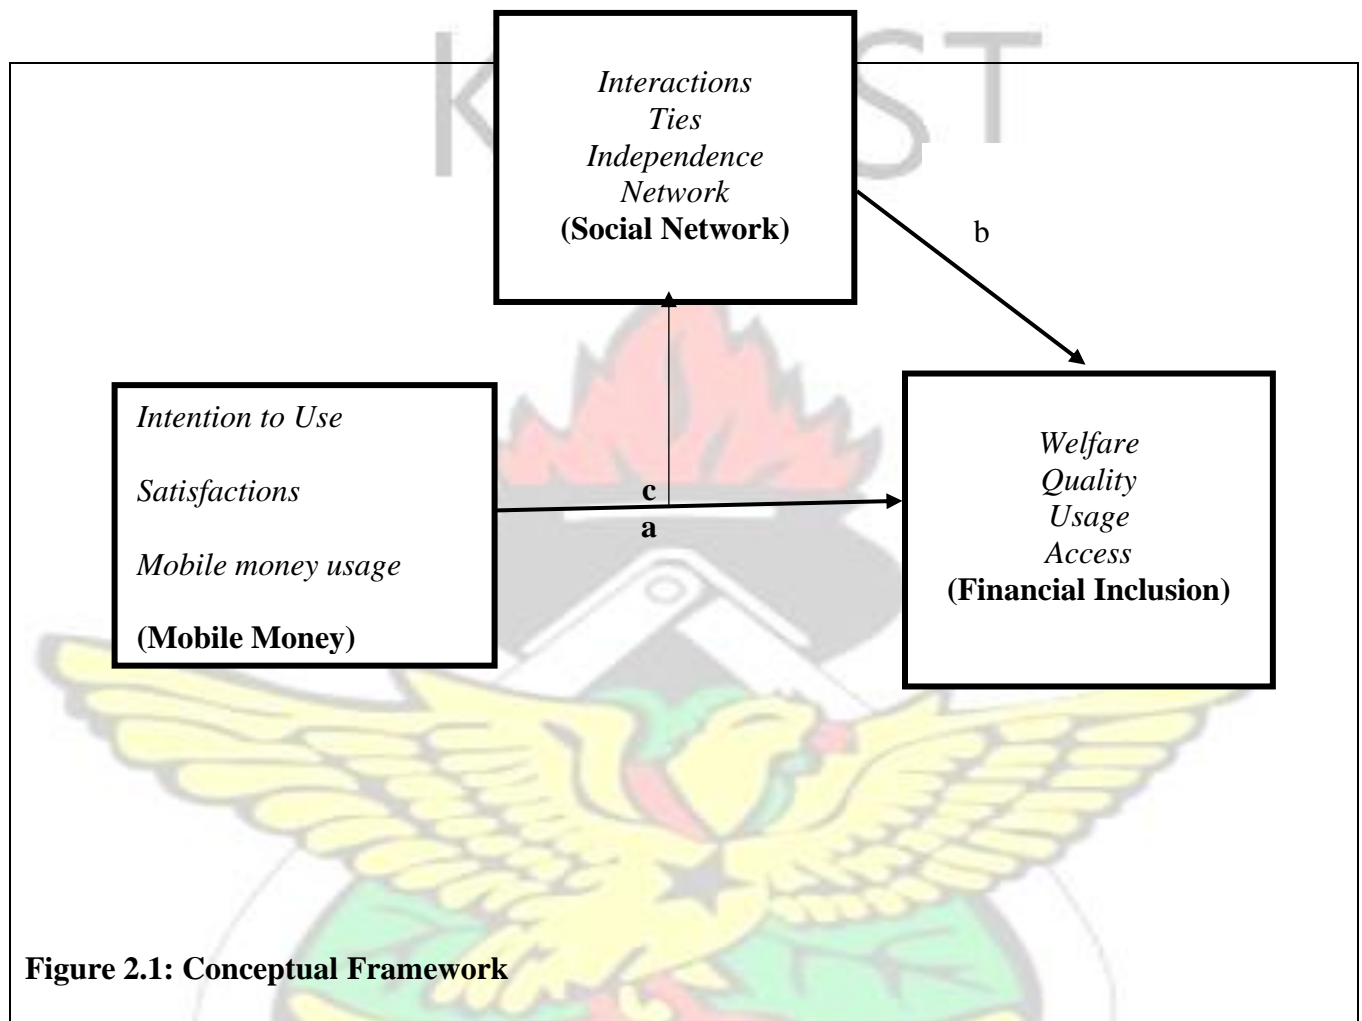 Interactions
Ties
Independence
Network
(Social Network)
b
Intention to Use
Satisfactions
Mobile money usage
(Mobile Money)
c
a
Welfare
Quality
Usage
Access
(Financial Inclusion)
Figure 2.1: Conceptual Framework